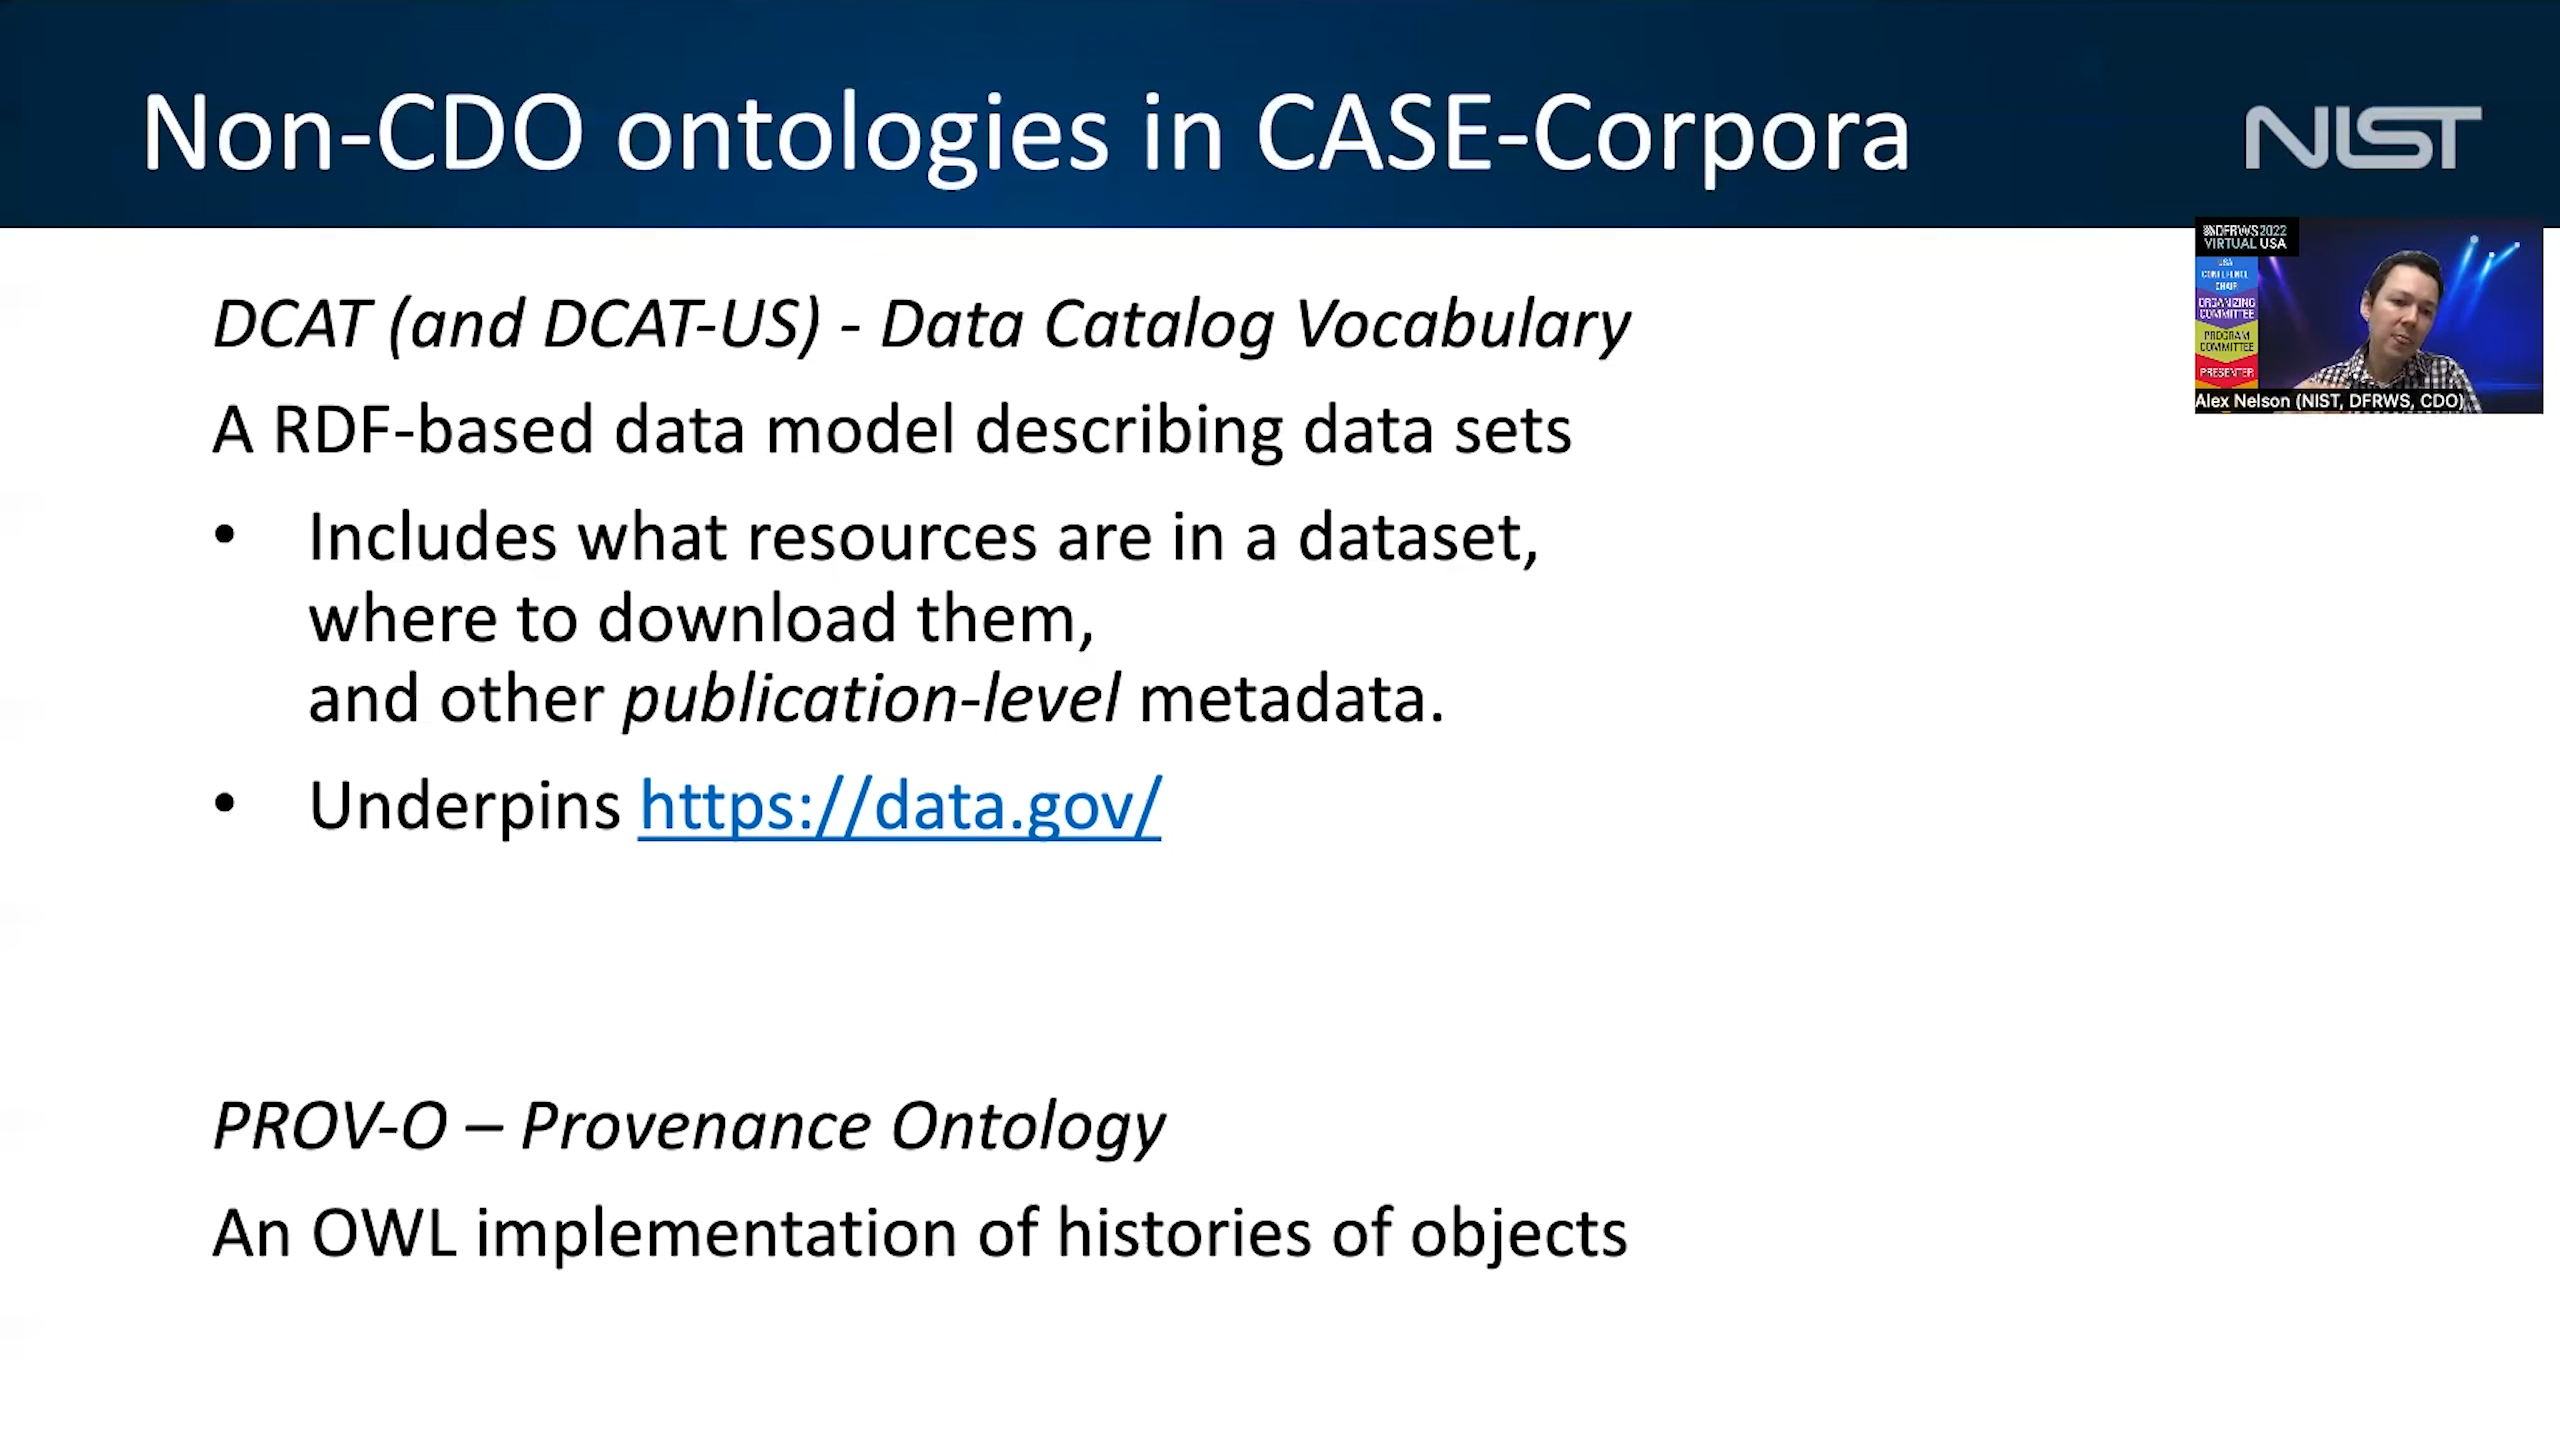 Non-CDO ontologies in CASE-Corpora
NIST
DFRWS2022
VIRTUAL USA
USA
CONFERENCE
CHAIR
ORGANIZING
COMMITTEE
PROGRAM
COMMITTEE
PRESENTER
Alex Nelson (NIST, DFRWS, CDO)
DCAT (and DCAT-US) - Data Catalog Vocabulary
A RDF-based data model describing data sets
• Includes what resources are in a dataset,
where to download them,
and other publication-level metadata.
• Underpins https://data.gov/
PROV-O – Provenance Ontology
An OWL implementation of histories of objects